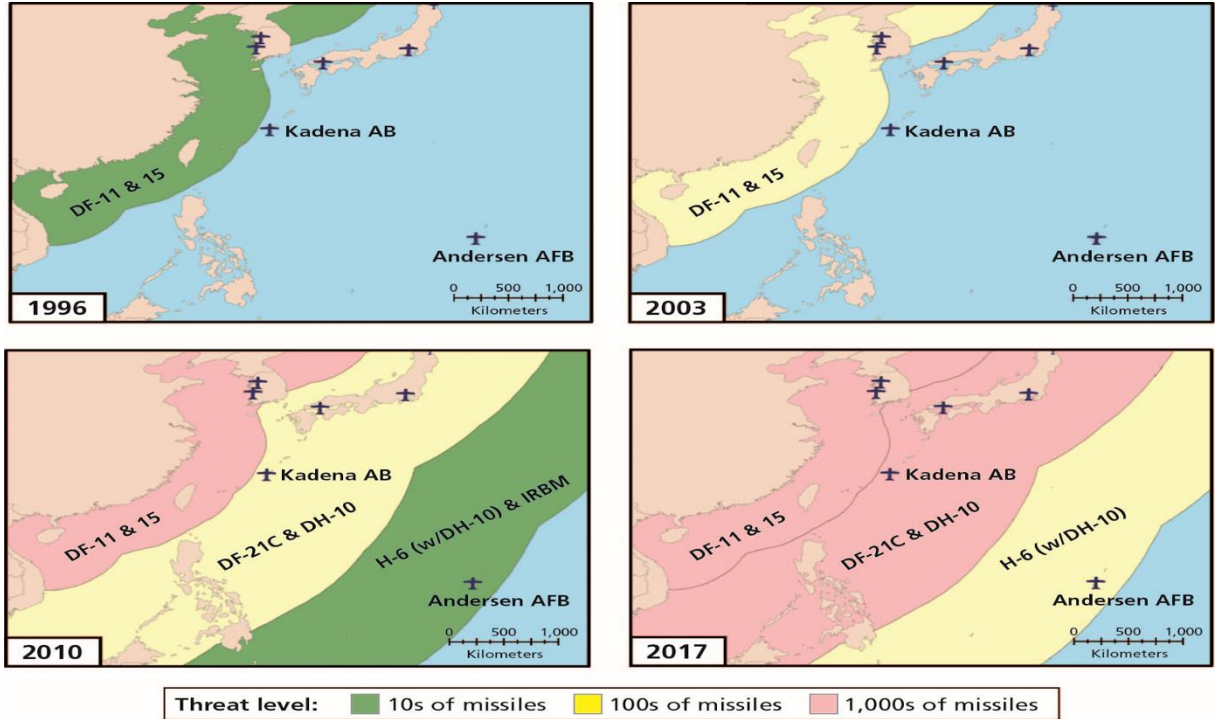 Kadena AB
DF-11 & 15
Andersen AFB
0 500 1,000
Kilometers
1996
Kadena AB
DF-11 & 15
Andersen AFB
0 500 1,000
Kilometers
2003
Kadena AB
DF-11 & 15
DF-21C & DH-10
H-6 (w/DH-10) & IRBM
Andersen AFB
0 500 1,000
Kilometers
2010
Kadena AB
DF-11 & 15
DF-21C & DH-10
H-6 (w/DH-10)
Andersen AFB
0 500 1,000
Kilometers
2017
Threat level: 10s of missiles 100s of missiles 1,000s of missiles